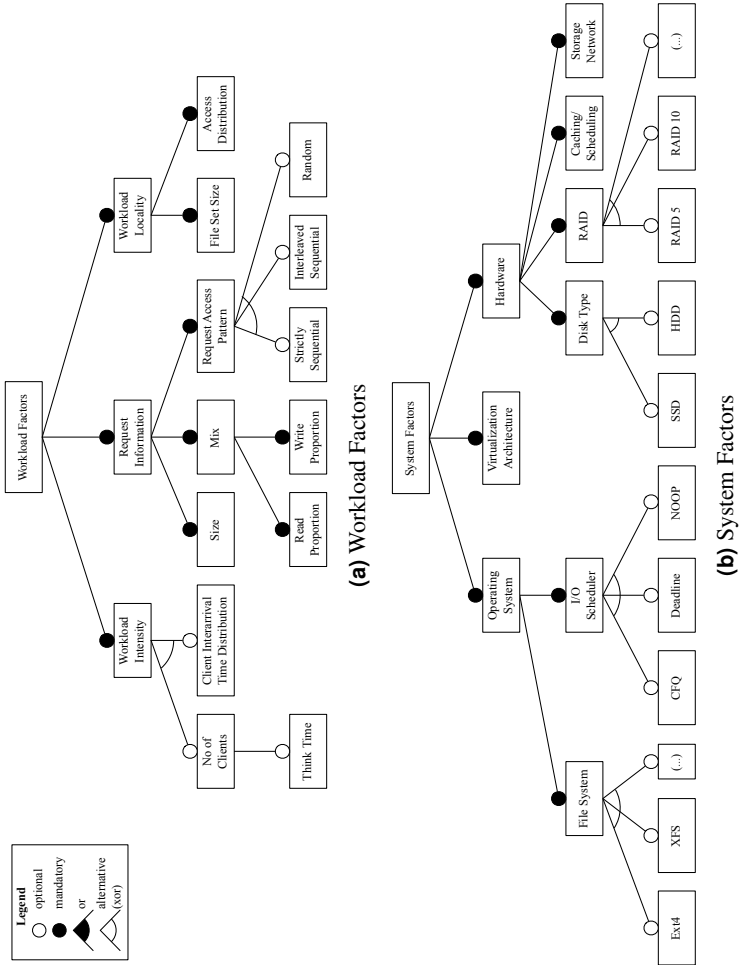 Legend
optional
mandatory
or
alternative
(xor)
Workload Factors
Workload
Intensity
Request
Information
Workload
Locality
No of
Clients
Client Interarrival
Time Distribution
Size
Mix
Request Access
Pattern
File Set Size
Access
Distribution
Think Time
Read
Proportion
Write
Proportion
Strictly
Sequential
Interleaved
Sequential
Random
(a) Workload Factors
System Factors
Operating
System
Virtualization
Architecture
Hardware
File System
I/O
Scheduler
Disk Type
RAID
Caching/
Scheduling
Storage
Network
Ext4
XFS
(...)
CFQ
Deadline
NOOP
SSD
HDD
RAID 5
RAID 10
(...)
(b) System Factors